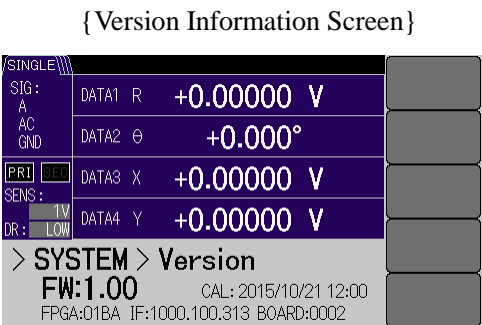 {Version Information Screen}
SINGLE
SIG:
A
AC
GND
DATA1 R +0.00000 V
DATA2 θ +0.000°
PRI SEC
SENS:
1V
DR: LOW
DATA3 X +0.00000 V
DATA4 Y +0.00000 V
> SYSTEM > Version
FW:1.00 CAL: 2015/10/21 12:00
FPGA:01BA IF:1000.100.313 BOARD:0002